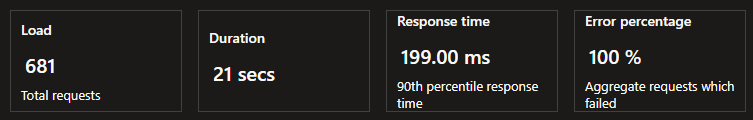 Load
681
Total requests
Duration
21 secs
Response time
199.00 ms
90th percentile response
time
Error percentage
100 %
Aggregate requests which
failed